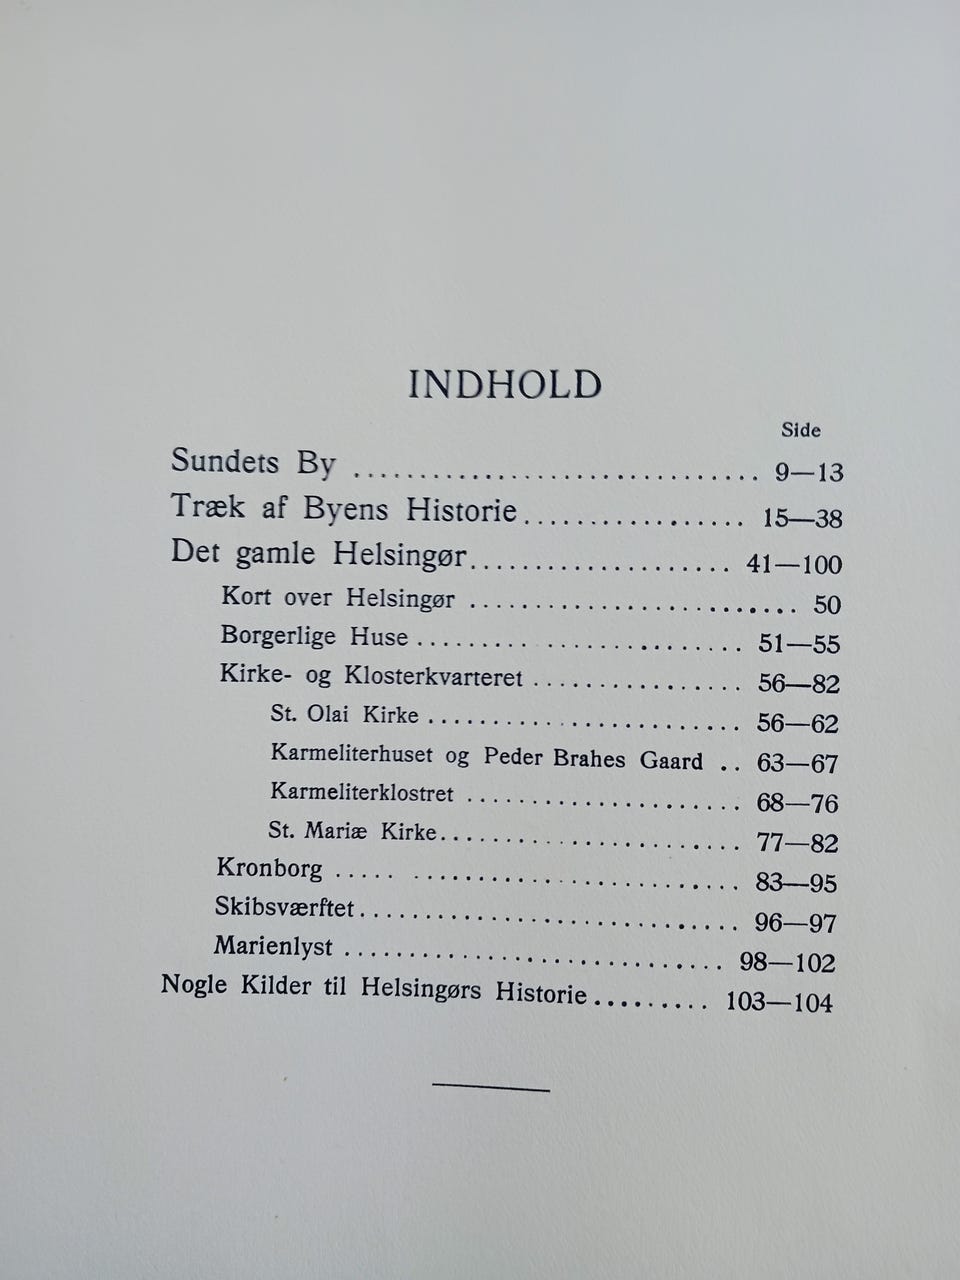 INDHOLD
Side
Sundets By ................................ 9—13
Træk af Byens Historie ................. 15—38
Det gamle Helsingør .................... 41—100
Kort over Helsingør .......................... 50
Borgerlige Huse ......... ................ 51—55
Kirke- og Klosterkvarteret ................. 56—82
St. Olai Kirke ......................... 56—62
Karmeliterhuset og Peder Brahes Gaard .. 63—67
Karmeliterklostret ...................... 68—76
St. Mariæ Kirke ........................ 77—82
Kronborg ..... .......................... 83—95
Skibsværftet .............................. 96—97
Marienlyst .............................. 98—102
Nogle Kilder til Helsingørs Historie ......... 103—104